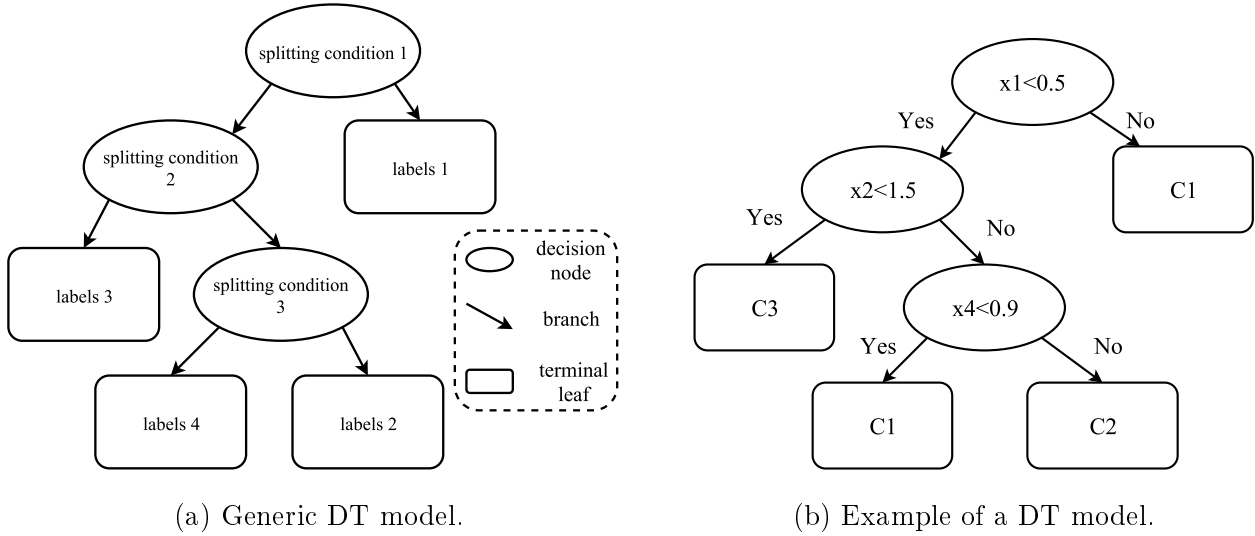 splitting condition 1
splitting condition
2
labels 1
labels 3
splitting condition
3
labels 4
labels 2
decision
node
branch
terminal
leaf
(a) Generic DT model.
x1<0.5
Yes
No
x2<1.5
C1
Yes
No
C3
x4<0.9
Yes
No
C1
C2
(b) Example of a DT model.